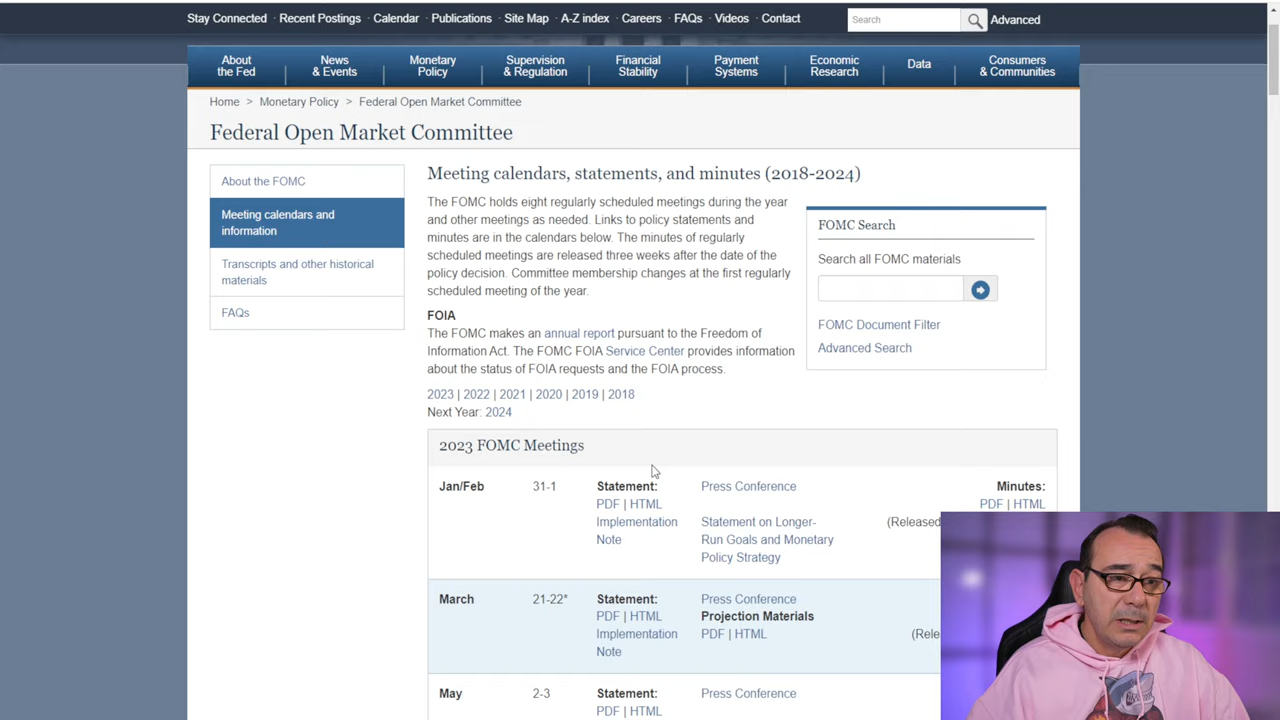 Stay Connected · Recent Postings · Calendar · Publications · Site Map · A-Z index · Careers · FAQs · Videos · Contact
Search
Advanced
About the Fed
News & Events
Monetary Policy
Supervision & Regulation
Financial Stability
Payment Systems
Economic Research
Data
Consumers & Communities
Home > Monetary Policy > Federal Open Market Committee
Federal Open Market Committee
About the FOMC
Meeting calendars and
information
Transcripts and other historical
materials
FAQs
Meeting calendars, statements, and minutes (2018-2024)
The FOMC holds eight regularly scheduled meetings during the year
and other meetings as needed. Links to policy statements and
minutes are in the calendars below. The minutes of regularly
scheduled meetings are released three weeks after the date of the
policy decision. Committee membership changes at the first regularly
scheduled meeting of the year.
FOIA
The FOMC makes an annual report pursuant to the Freedom of
Information Act. The FOMC FOIA Service Center provides information
about the status of FOIA requests and the FOIA process.
2023 | 2022 | 2021 | 2020 | 2019 | 2018
Next Year: 2024
FOMC Search
Search all FOMC materials
FOMC Document Filter
Advanced Search
2023 FOMC Meetings
Jan/Feb 31-1 Statement: Press Conference Minutes:
PDF | HTML PDF | HTML
Implementation Statement on Longer- (Released
Note Run Goals and Monetary
Policy Strategy
March 21-22* Statement: Press Conference
PDF | HTML Projection Materials
Implementation PDF | HTML
Note
May 2-3 Statement: Press Conference
PDF | HTML